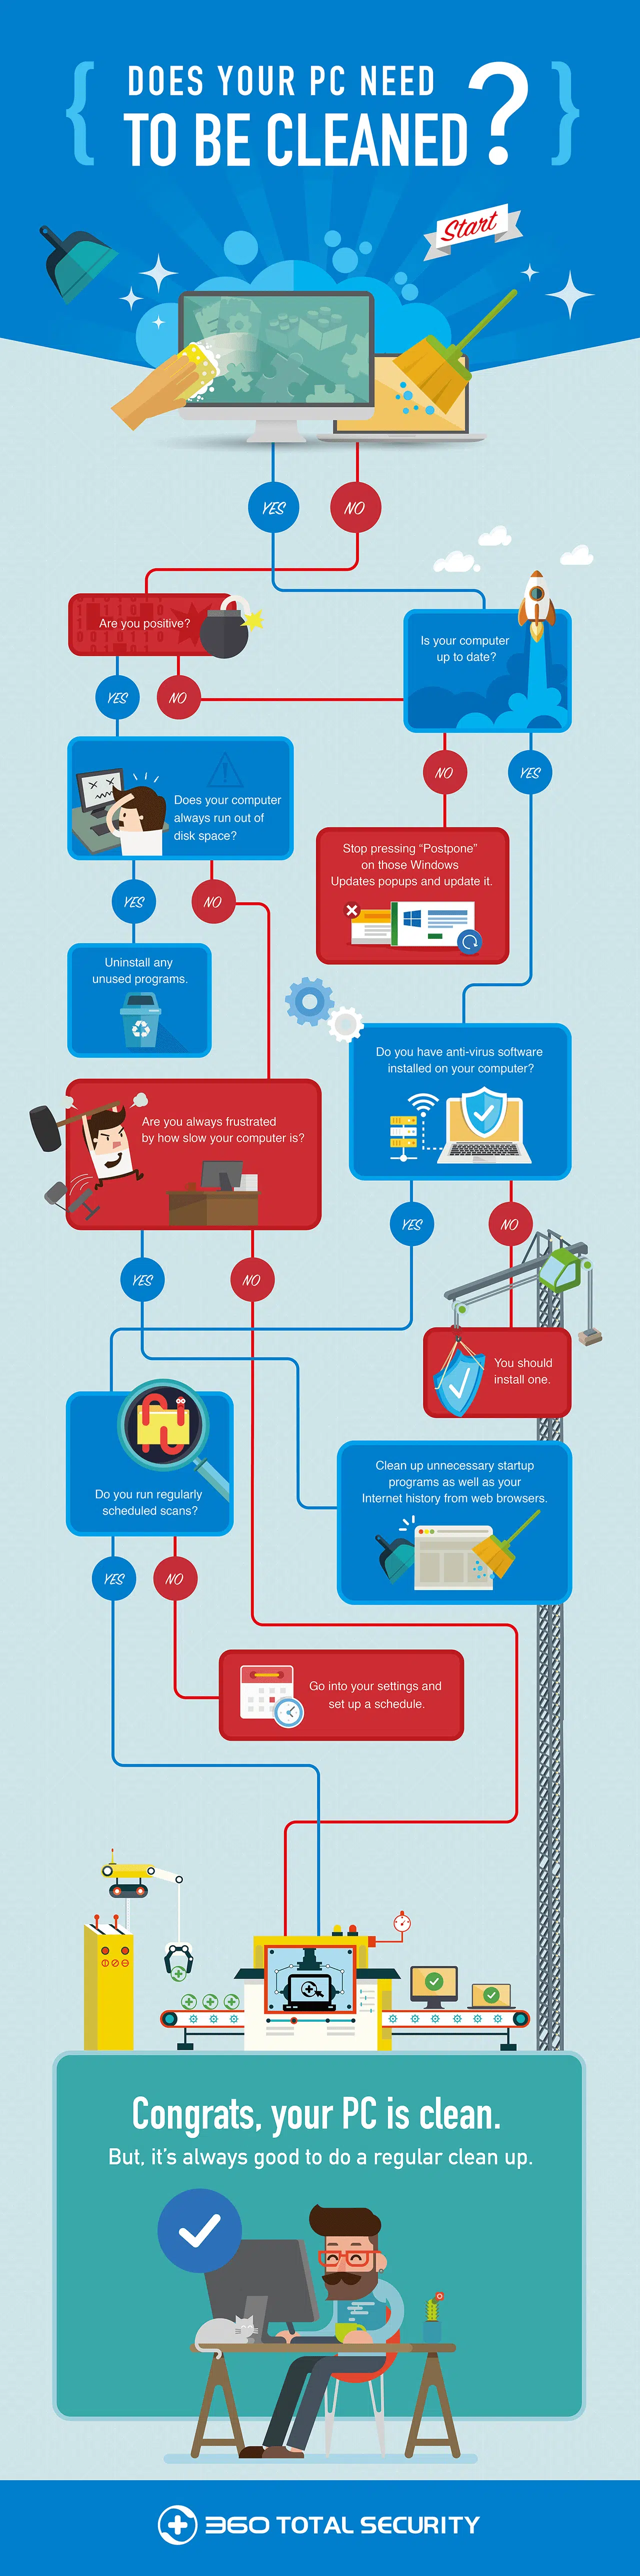 DOES YOUR PC NEED
TO BE CLEANED?
Start
YES
NO
Are you positive?
Is your computer
up to date?
YES
NO
NO
YES
Does your computer
always run out of
disk space?
Stop pressing “Postpone”
on those Windows
Updates popups and update it.
YES
NO
Uninstall any
unused programs.
Do you have anti-virus software
installed on your computer?
Are you always frustrated
by how slow your computer is?
YES
NO
YES
NO
You should
install one.
Do you run regularly
scheduled scans?
Clean up unnecessary startup
programs as well as your
Internet history from web browsers.
YES
NO
Go into your settings and
set up a schedule.
Congrats, your PC is clean.
But, it’s always good to do a regular clean up.
360 TOTAL SECURITY